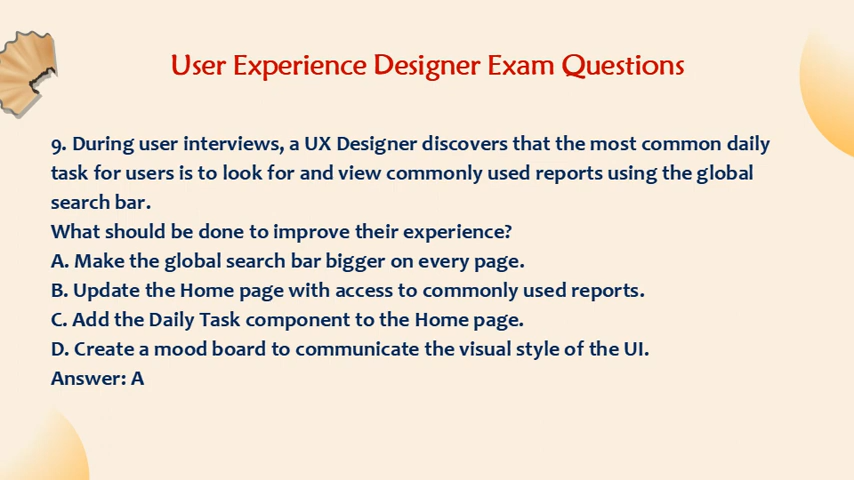 User Experience Designer Exam Questions
9. During user interviews, a UX Designer discovers that the most common daily
task for users is to look for and view commonly used reports using the global
search bar.
What should be done to improve their experience?
A. Make the global search bar bigger on every page.
B. Update the Home page with access to commonly used reports.
C. Add the Daily Task component to the Home page.
D. Create a mood board to communicate the visual style of the UI.
Answer: A